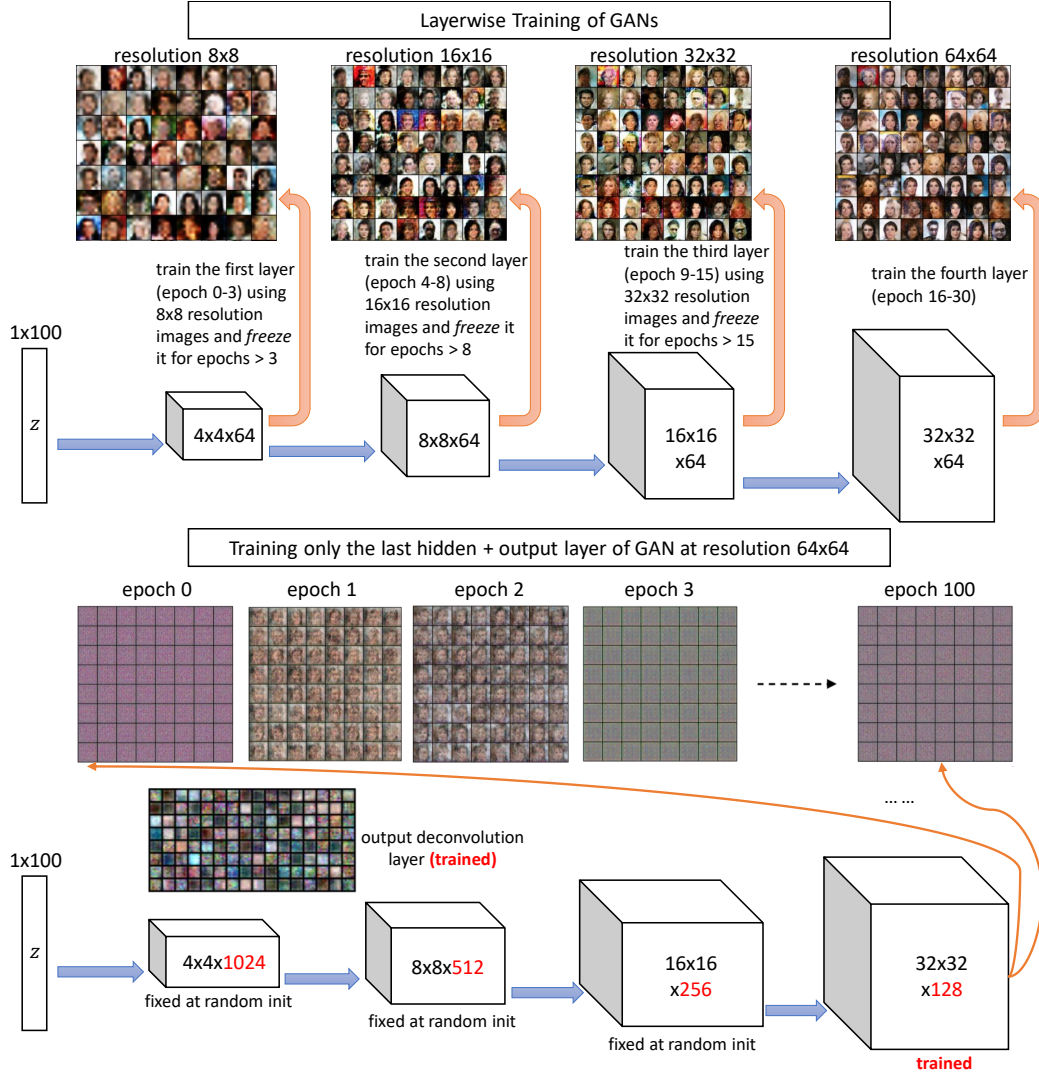 Layerwise Training of GANs
resolution 8x8
resolution 16x16
resolution 32x32
resolution 64x64
train the first layer
(epoch 0-3) using
8x8 resolution
images and freeze
it for epochs > 3
train the second layer
(epoch 4-8) using
16x16 resolution
images and freeze it
for epochs > 8
train the third layer
(epoch 9-15) using
32x32 resolution
images and freeze
it for epochs > 15
train the fourth layer
(epoch 16-30)
1x100
z
4x4x64
8x8x64
16x16
x64
32x32
x64
Training only the last hidden + output layer of GAN at resolution 64x64
epoch 0
epoch 1
epoch 2
epoch 3
epoch 100
... ...
output deconvolution
layer (trained)
1x100
z
4x4x1024
fixed at random init
8x8x512
fixed at random init
16x16
x256
fixed at random init
32x32
x128
trained